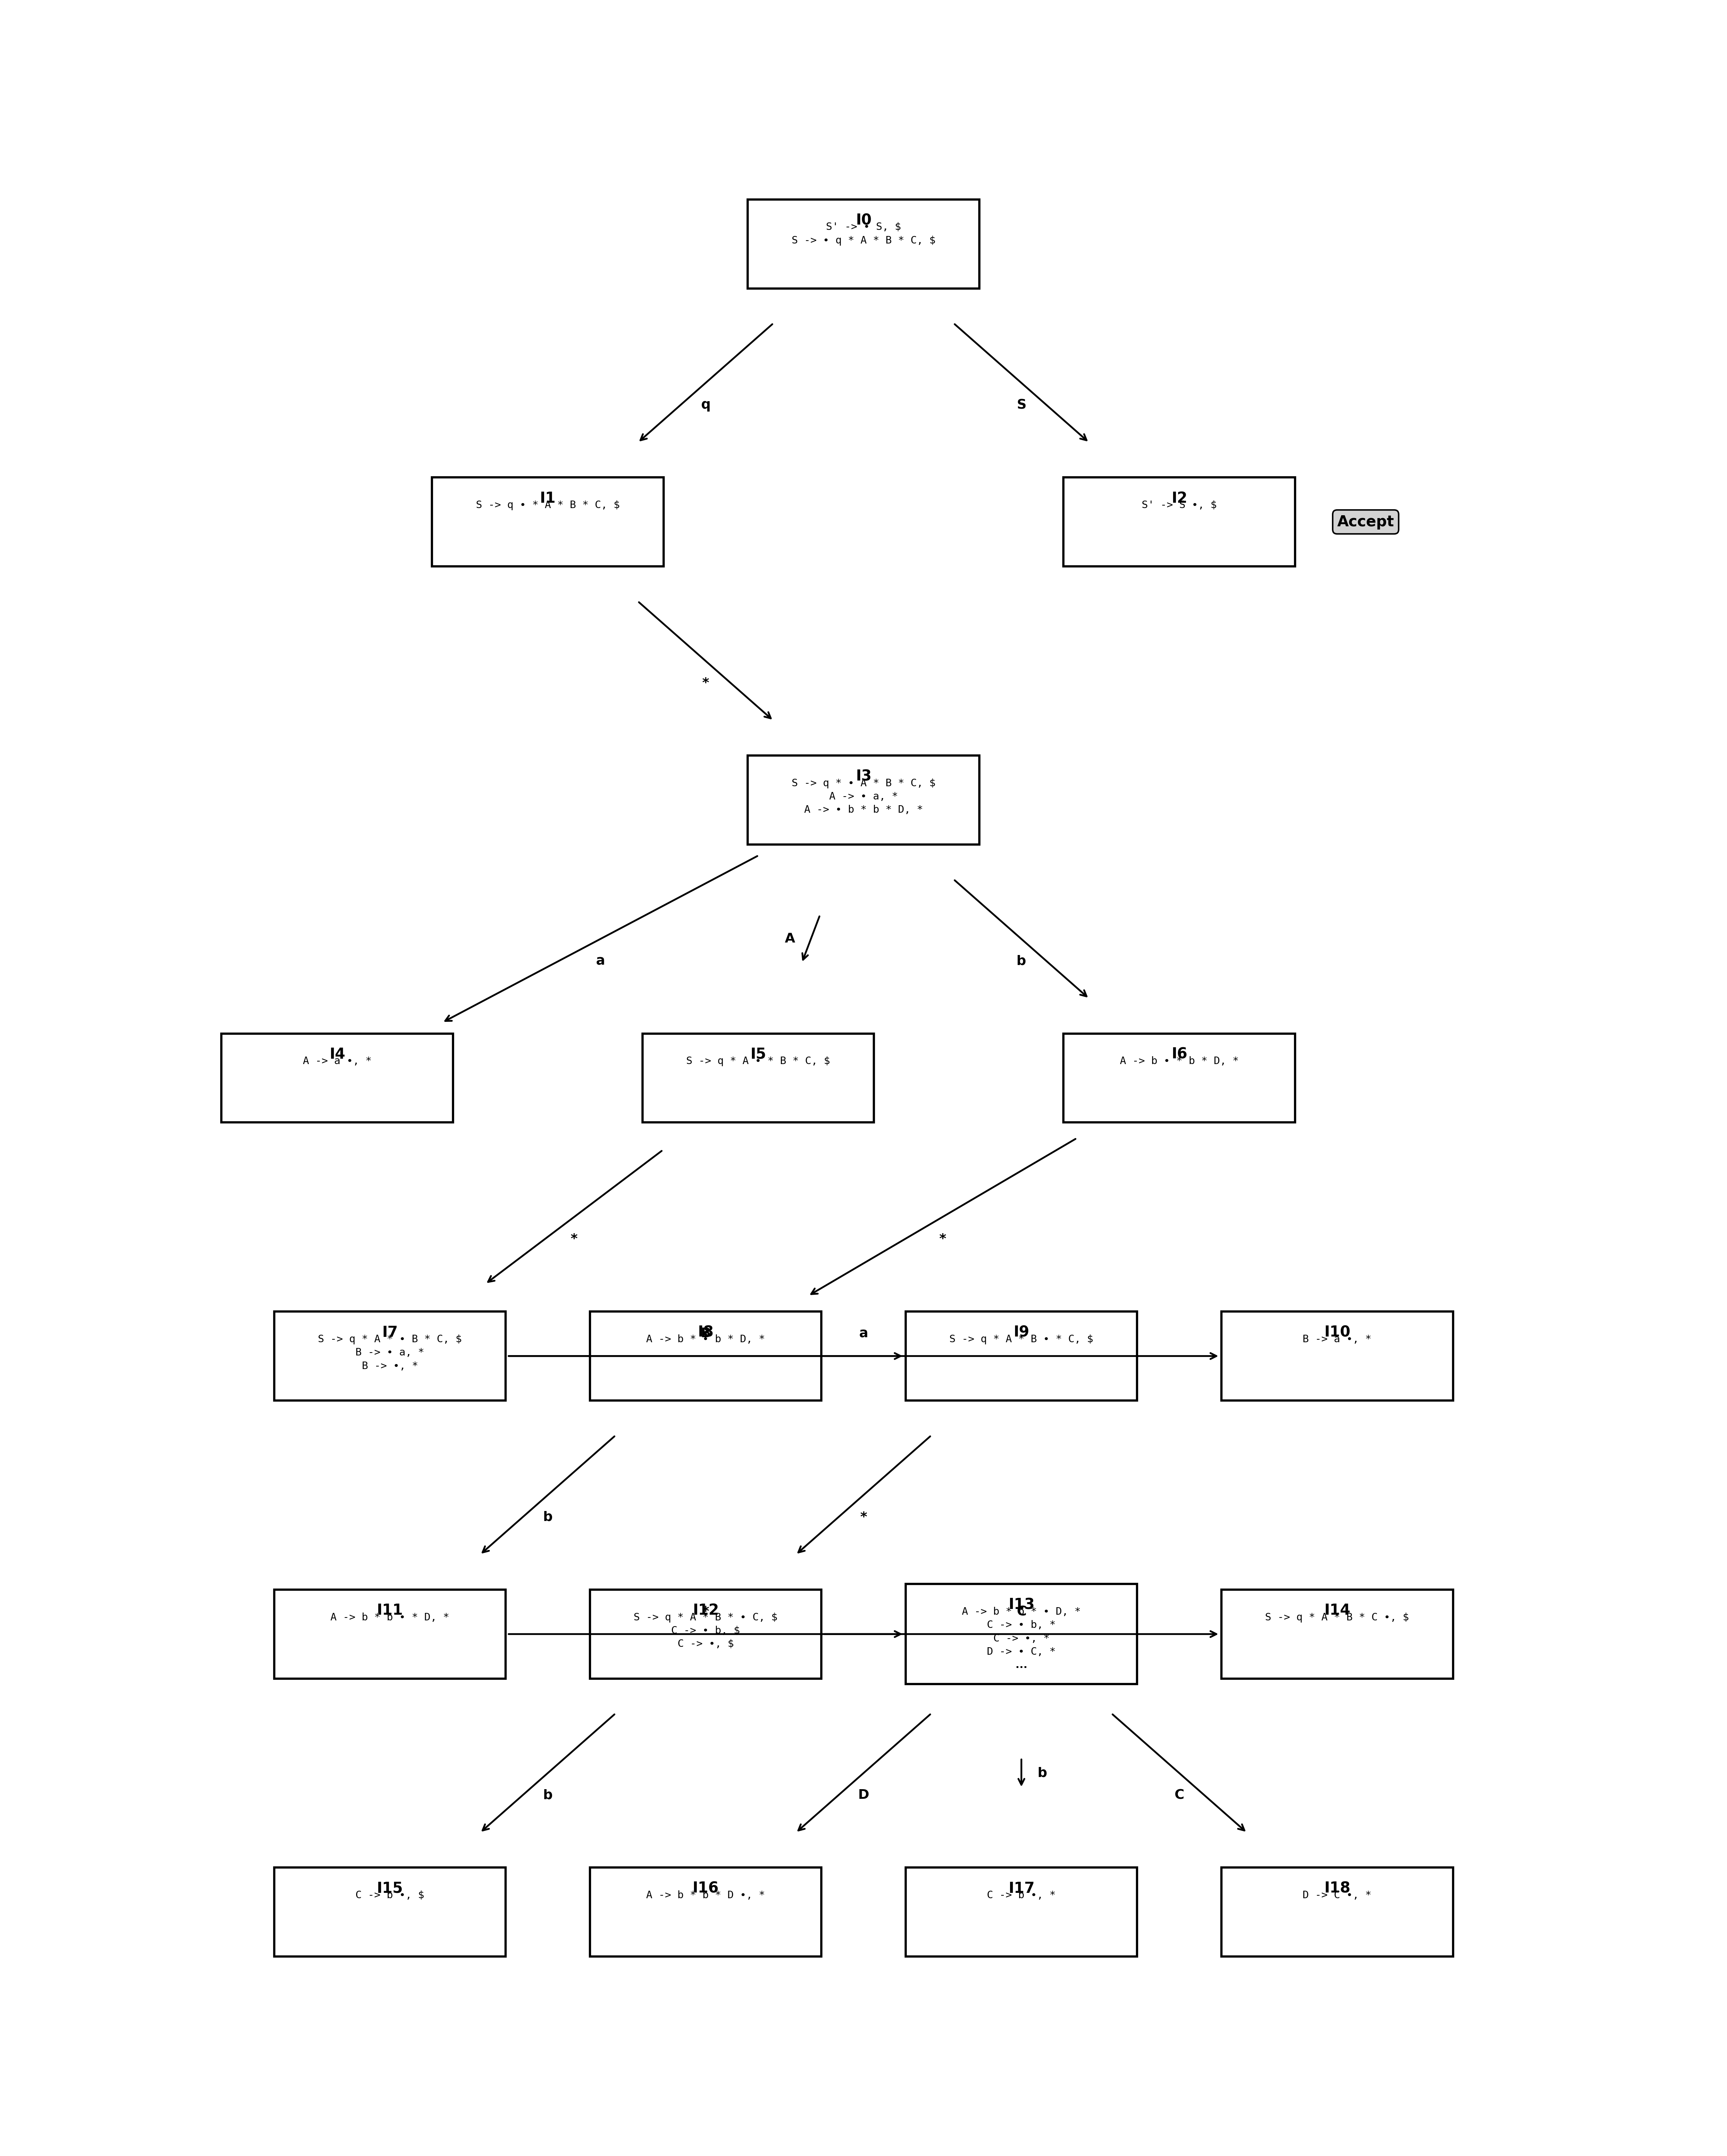 I0
S' -> • S, $
S -> • q * A * B * C, $
q
S
I1
S -> q • * A * B * C, $
I2
S' -> S •, $
Accept
*
I3
S -> q * • A * B * C, $
A -> • a, *
A -> • b * b * D, *
a
A
b
I4
A -> a •, *
I5
S -> q * A • * B * C, $
I6
A -> b • * b * D, *
*
*
I7
S -> q * A * • B * C, $
B -> • a, *
B -> •, *
I8
A -> b * • b * D, *
B
a
I9
S -> q * A * B • * C, $
I10
B -> a •, *
b
*
I11
A -> b * b • * D, *
I12
S -> q * A * B * • C, $
C -> • b, $
C -> •, $
*
I13
A -> b * b * • D, *
C -> • b, *
C -> •, *
D -> • C, *
...
C
I14
S -> q * A * B * C •, $
b
D
b
C
I15
C -> b •, $
I16
A -> b * b * D •, *
I17
C -> b •, *
I18
D -> C •, *